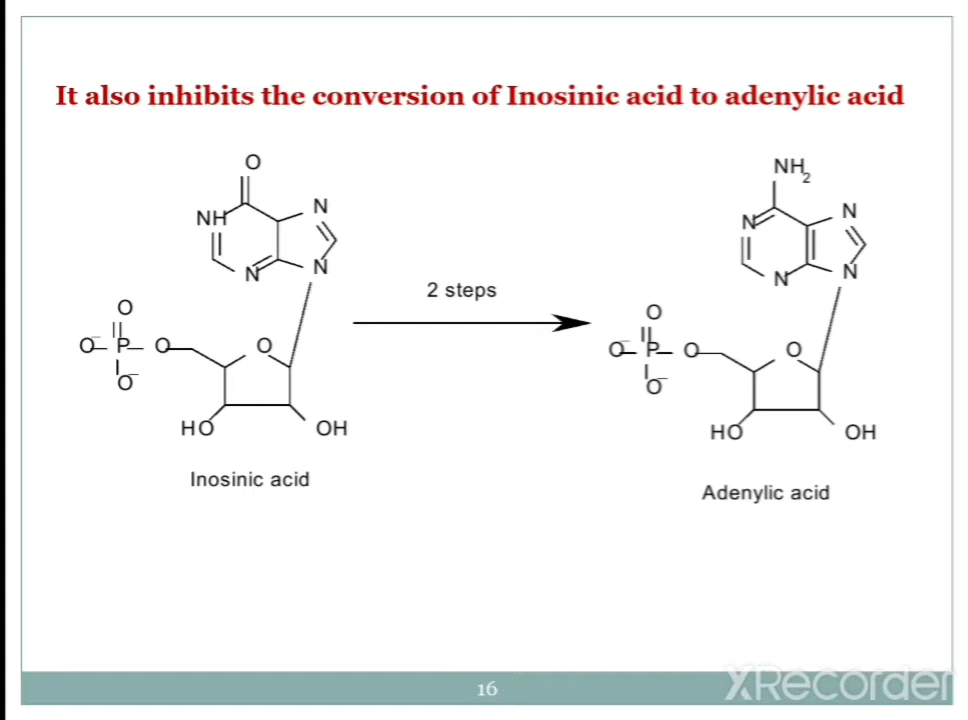 It also inhibits the conversion of Inosinic acid to adenylic acid
O
NH
N
N
N
O
O⁻ P O
O⁻
O
HO OH
Inosinic acid
2 steps
NH2
N
N
N
N
O
O⁻ P O
O⁻
O
HO OH
Adenylic acid
16
XRecorder